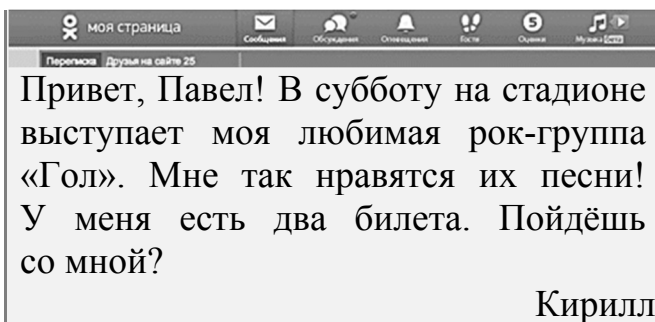 моя страница
Сообщения Обсуждения Оповещения Гости 5 Оценки Музыка
Переписка Друзья на сайте 25
Привет, Павел! В субботу на стадионе
выступает моя любимая рок-группа
«Гол». Мне так нравятся их песни!
У меня есть два билета. Пойдёшь
со мной?
Кирилл